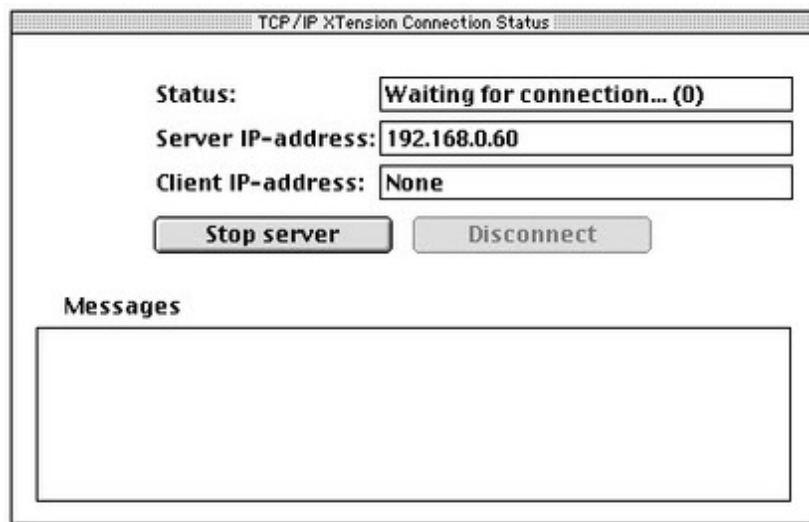 TCP/IP XTension Connection Status
Status: Waiting for connection... (0)
Server IP-address: 192.168.0.60
Client IP-address: None
Stop server Disconnect
Messages